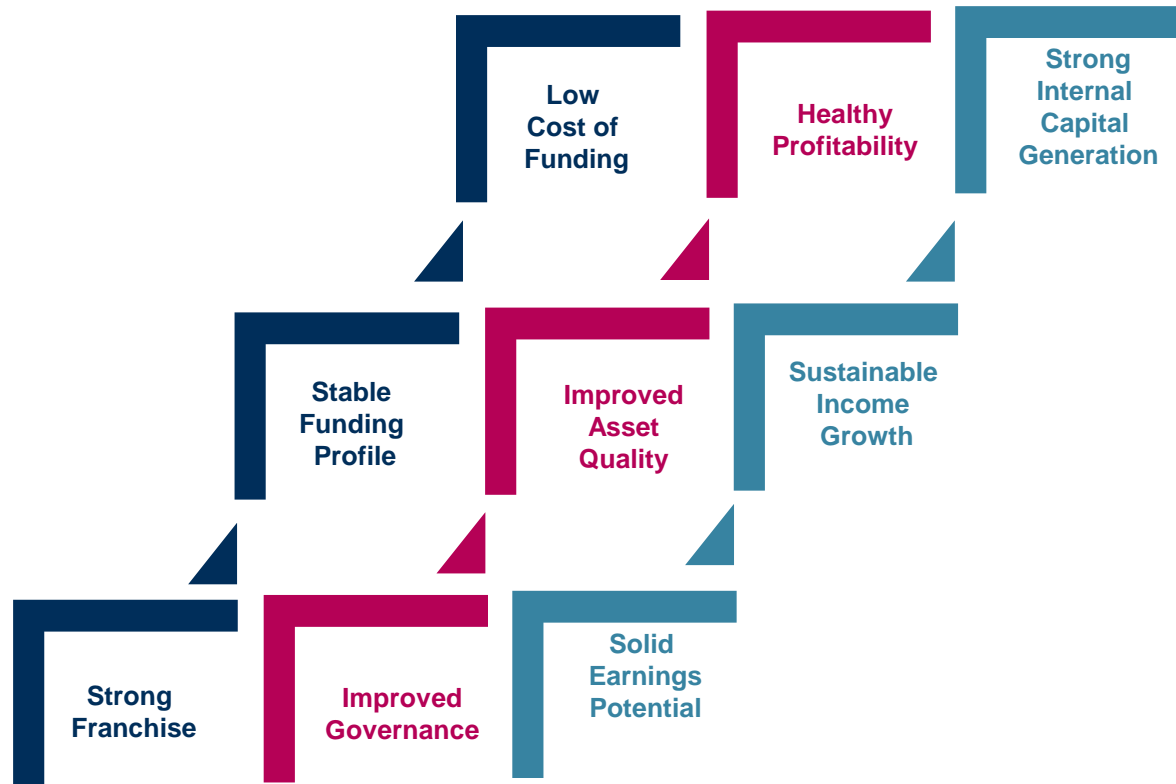 Low
Cost of
Funding
Healthy
Profitability
Strong
Internal
Capital
Generation
Stable
Funding
Profile
Improved
Asset
Quality
Sustainable
Income
Growth
Strong
Franchise
Improved
Governance
Solid
Earnings
Potential